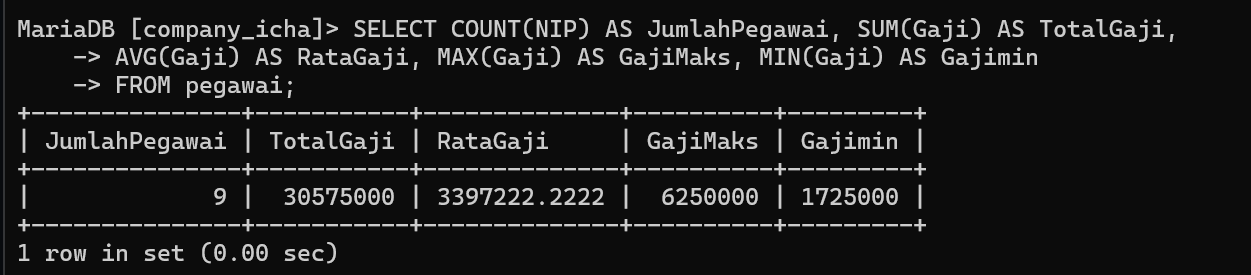 MariaDB [company_icha]> SELECT COUNT(NIP) AS JumlahPegawai, SUM(Gaji) AS TotalGaji,
    -> AVG(Gaji) AS RataGaji, MAX(Gaji) AS GajiMaks, MIN(Gaji) AS Gajimin
    -> FROM pegawai;
+---------------+-----------+--------------+----------+---------+
| JumlahPegawai | TotalGaji | RataGaji     | GajiMaks | Gajimin |
+---------------+-----------+--------------+----------+---------+
|             9 |  30575000 | 3397222.2222 |  6250000 | 1725000 |
+---------------+-----------+--------------+----------+---------+
1 row in set (0.00 sec)